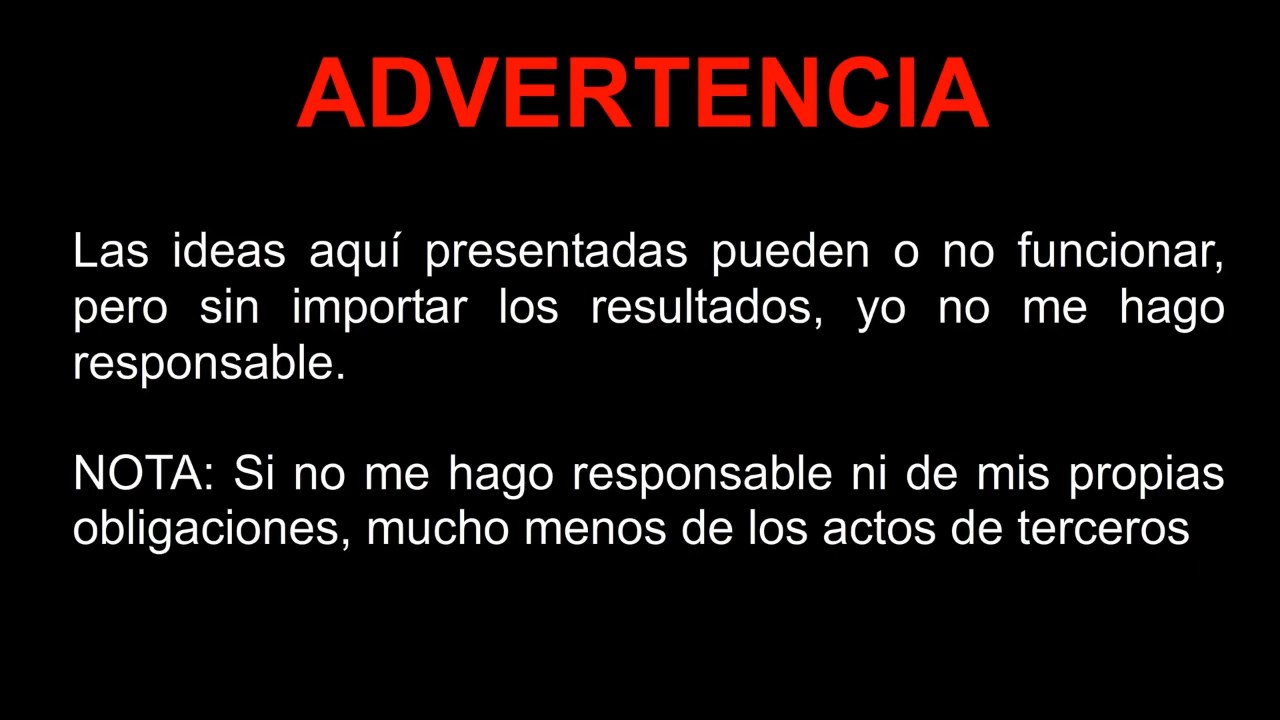 ADVERTENCIA
Las ideas aquí presentadas pueden o no funcionar,
pero sin importar los resultados, yo no me hago
responsable.
NOTA: Si no me hago responsable ni de mis propias
obligaciones, mucho menos de los actos de terceros